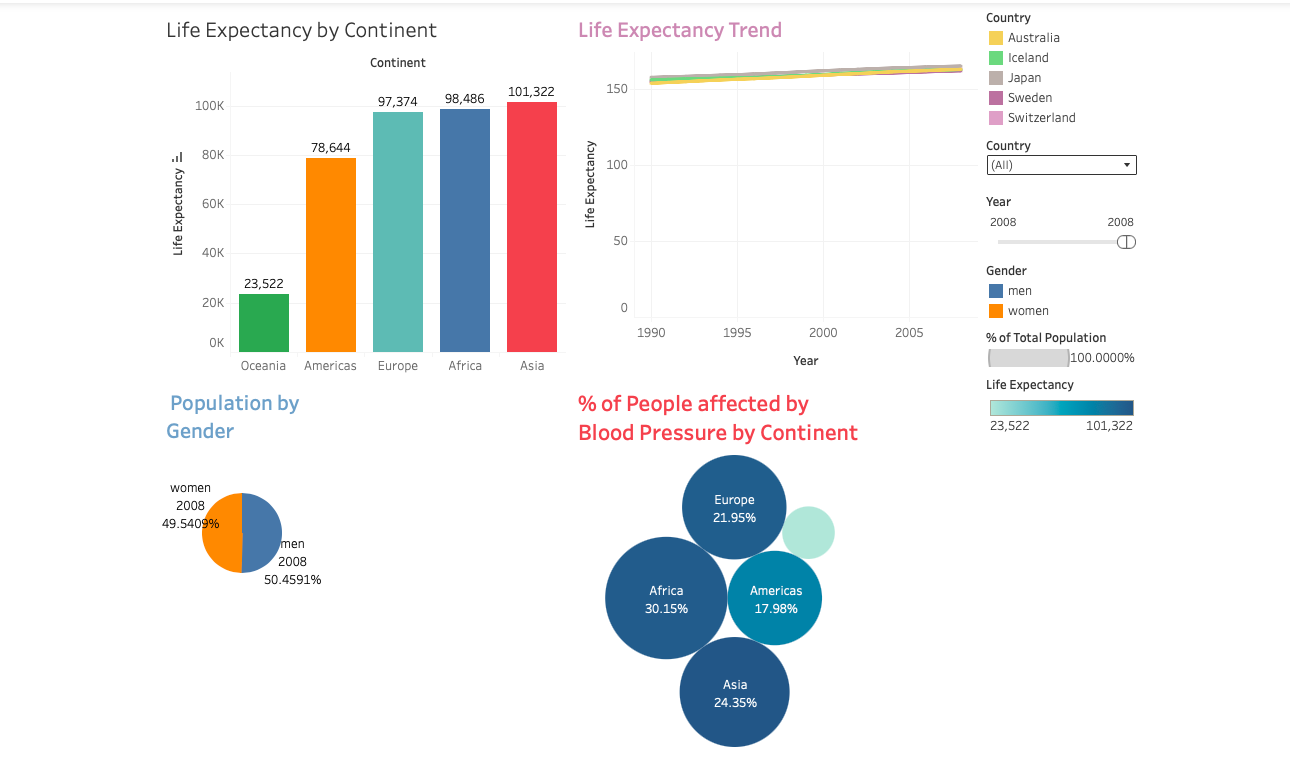 Life Expectancy by Continent
Continent
Life Expectancy
100K
80K
60K
40K
20K
0K
23,522
78,644
97,374
98,486
101,322
Oceania
Americas
Europe
Africa
Asia
Life Expectancy Trend
Life Expectancy
150
100
50
0
1990
1995
2000
2005
Year
Country
Australia
Iceland
Japan
Sweden
Switzerland
Country
(All)
Year
2008 2008
Gender
men
women
% of Total Population
100.0000%
Life Expectancy
23,522 101,322
Population by
Gender
women
2008
49.5409%
men
2008
50.4591%
% of People affected by
Blood Pressure by Continent
Europe
21.95%
Africa
30.15%
Americas
17.98%
Asia
24.35%